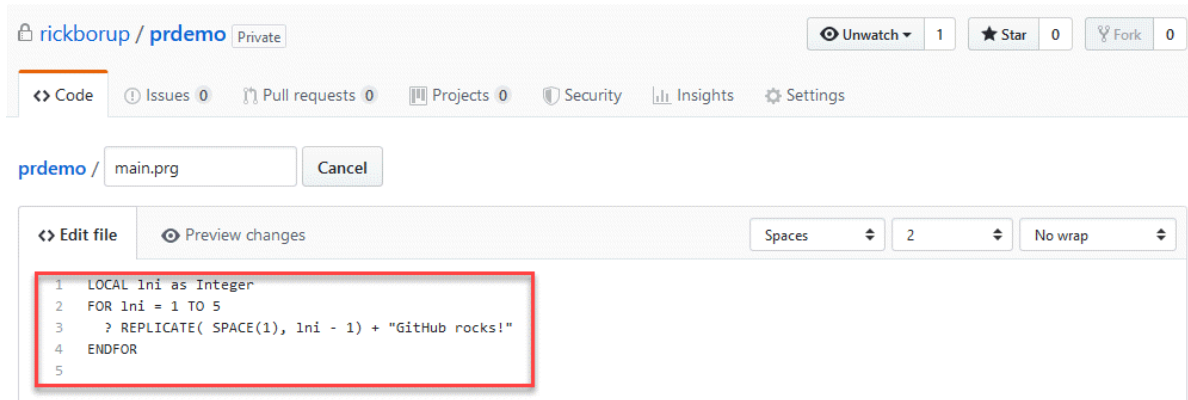 rickborup / prdemo Private Unwatch 1 Star 0 Fork 0
Code Issues 0 Pull requests 0 Projects 0 Security Insights Settings
prdemo / main.prg Cancel
Edit file Preview changes Spaces 2 No wrap
1 LOCAL lni as Integer
2 FOR lni = 1 TO 5
3 ? REPLICATE( SPACE(1), lni - 1) + "GitHub rocks!"
4 ENDFOR
5